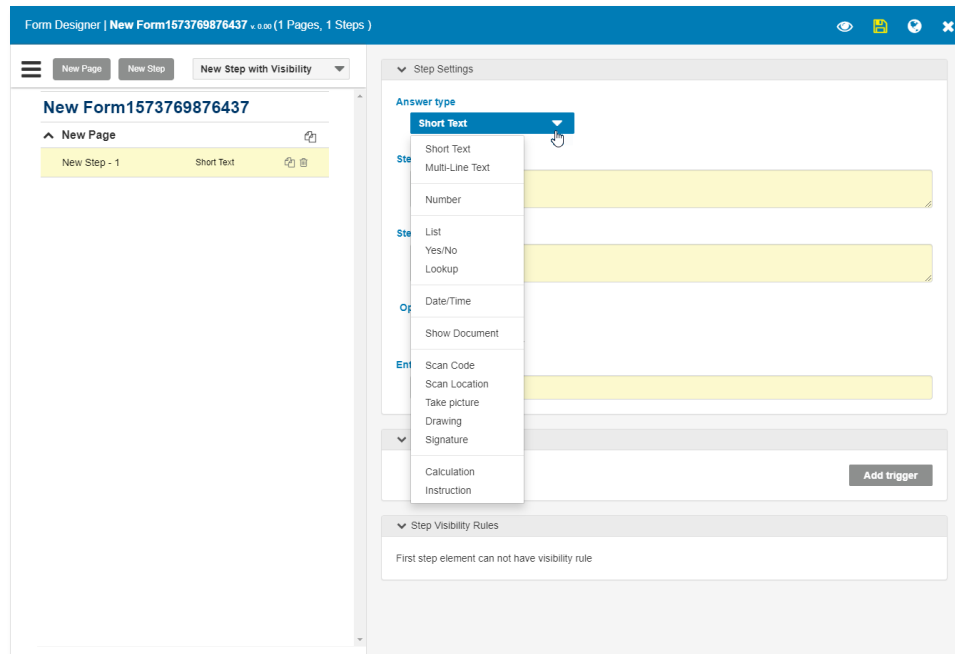 Form Designer | New Form1573769876437 v. 0.00 (1 Pages, 1 Steps )
New Page
New Step
New Step with Visibility
New Form1573769876437
New Page
New Step - 1
Short Text
Step Settings
Answer type
Short Text
Short Text
Multi-Line Text
Number
List
Yes/No
Lookup
Date/Time
Show Document
Scan Code
Scan Location
Take picture
Drawing
Signature
Calculation
Instruction
Add trigger
Step Visibility Rules
First step element can not have visibility rule